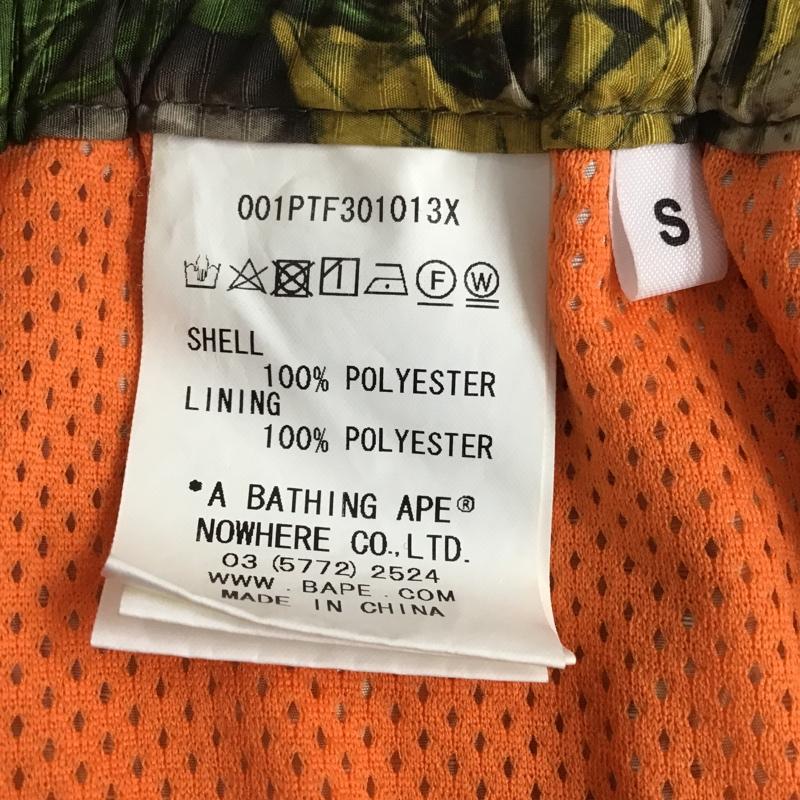 001PTF301013X
S
F W
SHELL
100% POLYESTER
LINING
100% POLYESTER
*A BATHING APE®
NOWHERE CO.,LTD.
03 (5772) 2524
WWW . BAPE . COM
MADE IN CHINA